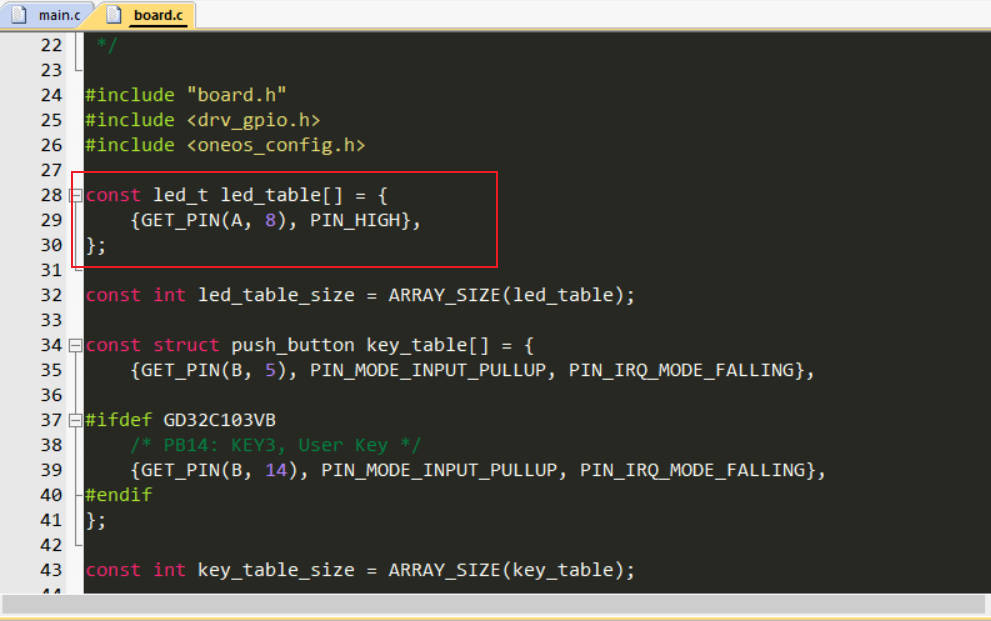 main.c board.c
22 */
23
24 #include "board.h"
25 #include <drv_gpio.h>
26 #include <oneos_config.h>
27
28 const led_t led_table[] = {
29 {GET_PIN(A, 8), PIN_HIGH},
30 };
31
32 const int led_table_size = ARRAY_SIZE(led_table);
33
34 const struct push_button key_table[] = {
35 {GET_PIN(B, 5), PIN_MODE_INPUT_PULLUP, PIN_IRQ_MODE_FALLING},
36
37 #ifdef GD32C103VB
38 /* PB14: KEY3, User Key */
39 {GET_PIN(B, 14), PIN_MODE_INPUT_PULLUP, PIN_IRQ_MODE_FALLING},
40 #endif
41 };
42
43 const int key_table_size = ARRAY_SIZE(key_table);